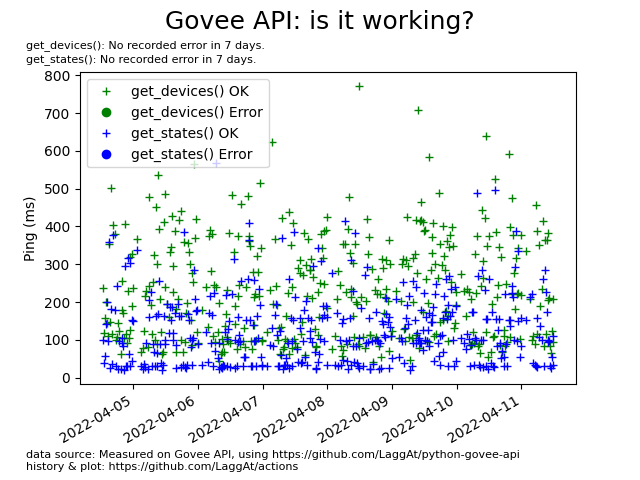 Govee API: is it working?
get_devices(): No recorded error in 7 days.
get_states(): No recorded error in 7 days.
get_devices() OK
get_devices() Error
get_states() OK
get_states() Error
Ping (ms)
800
700
600
500
400
300
200
100
0
2022-04-05
2022-04-06
2022-04-07
2022-04-08
2022-04-09
2022-04-10
2022-04-11
data source: Measured on Govee API, using https://github.com/LaggAt/python-govee-api
history & plot: https://github.com/LaggAt/actions